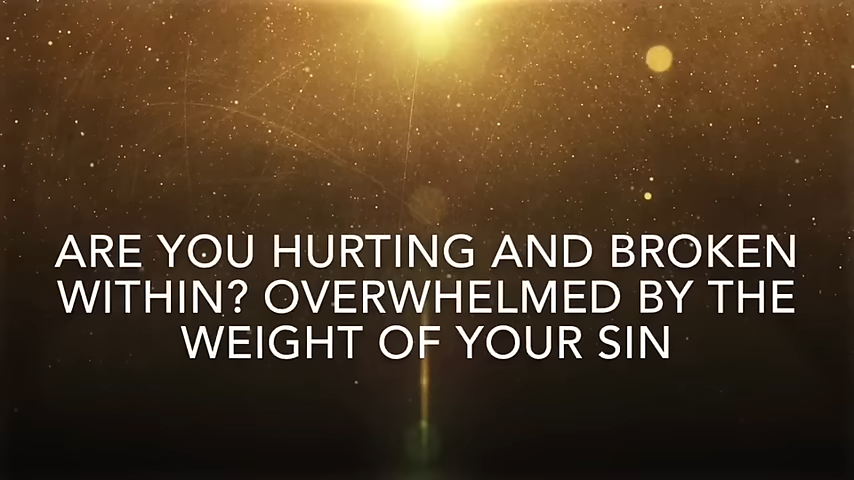 ARE YOU HURTING AND BROKEN
WITHIN? OVERWHELMED BY THE
WEIGHT OF YOUR SIN